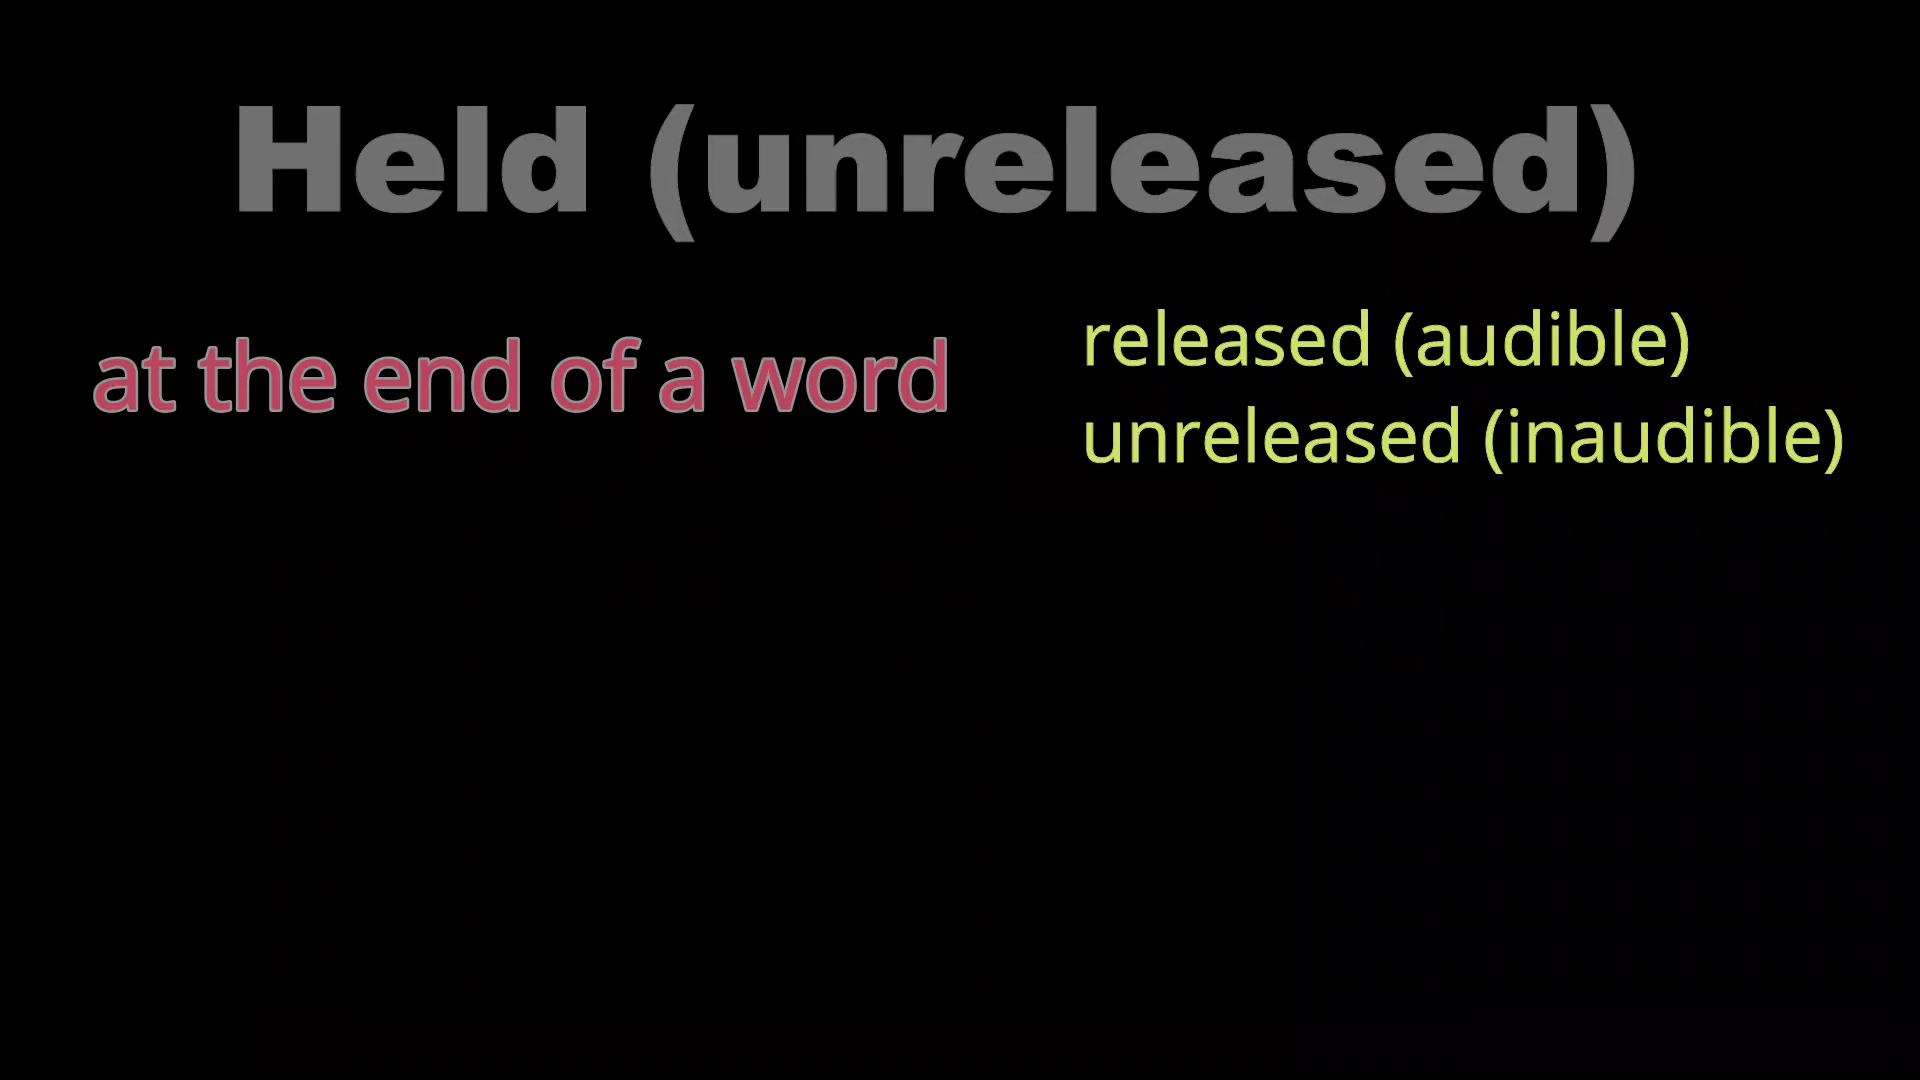 Held (unreleased)
at the end of a word
released (audible)
unreleased (inaudible)